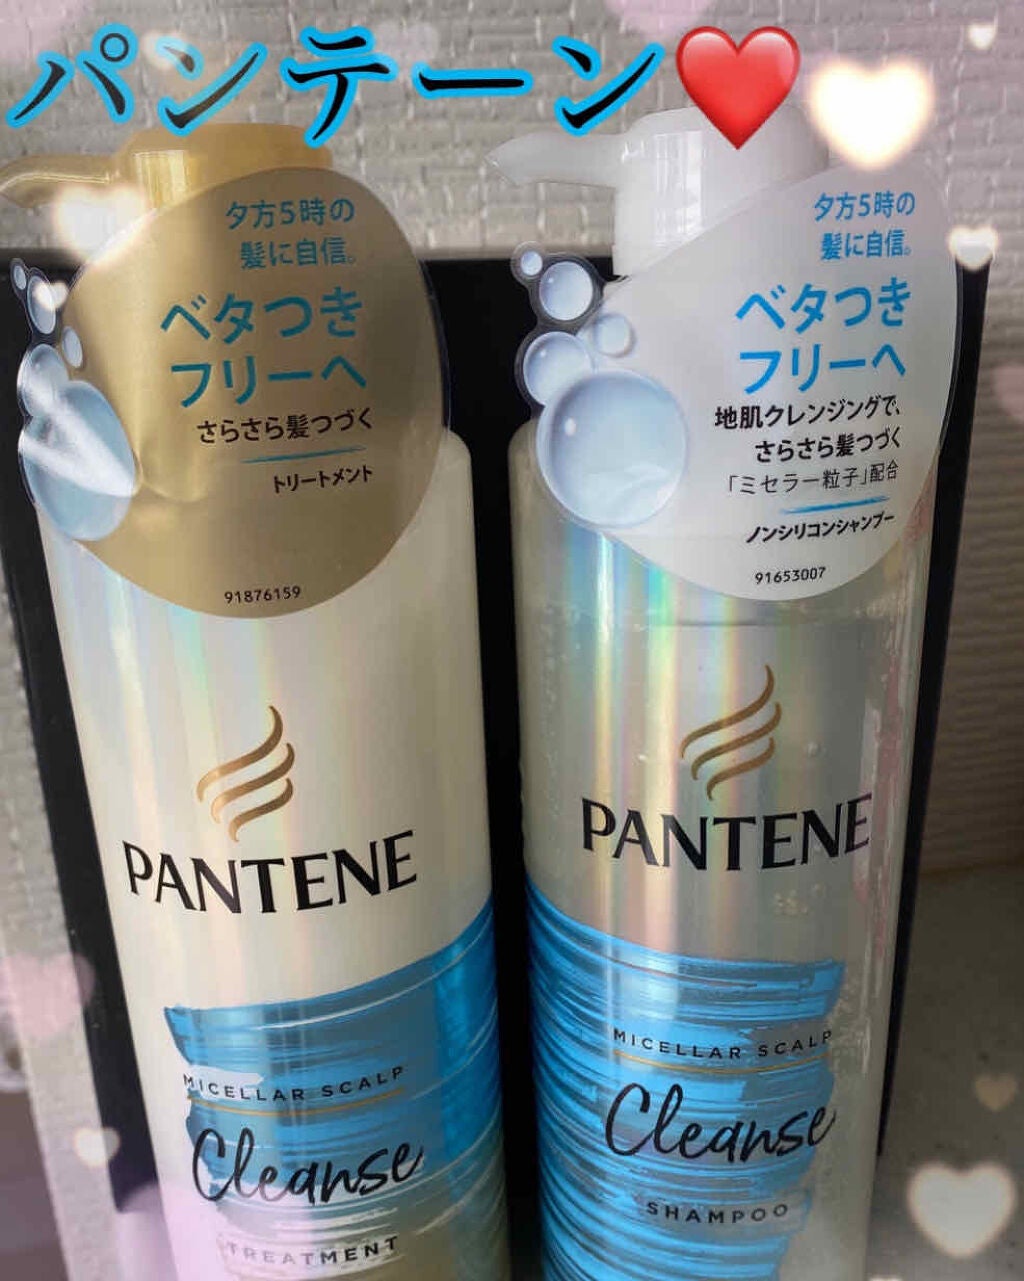 パンテーン
夕方5時の
髪に自信。
ベタつき
フリーへ
さらさら髪つづく
トリートメント
91876159
PANTENE
MICELLAR SCALP
Cleanse
TREATMENT
夕方5時の
髪に自信。
ベタつき
フリーへ
地肌クレンジングで、
さらさら髪つづく
「ミセラー粒子」配合
ノンシリコンシャンプー
91653007
PANTENE
MICELLAR SCALP
Cleanse
SHAMPOO